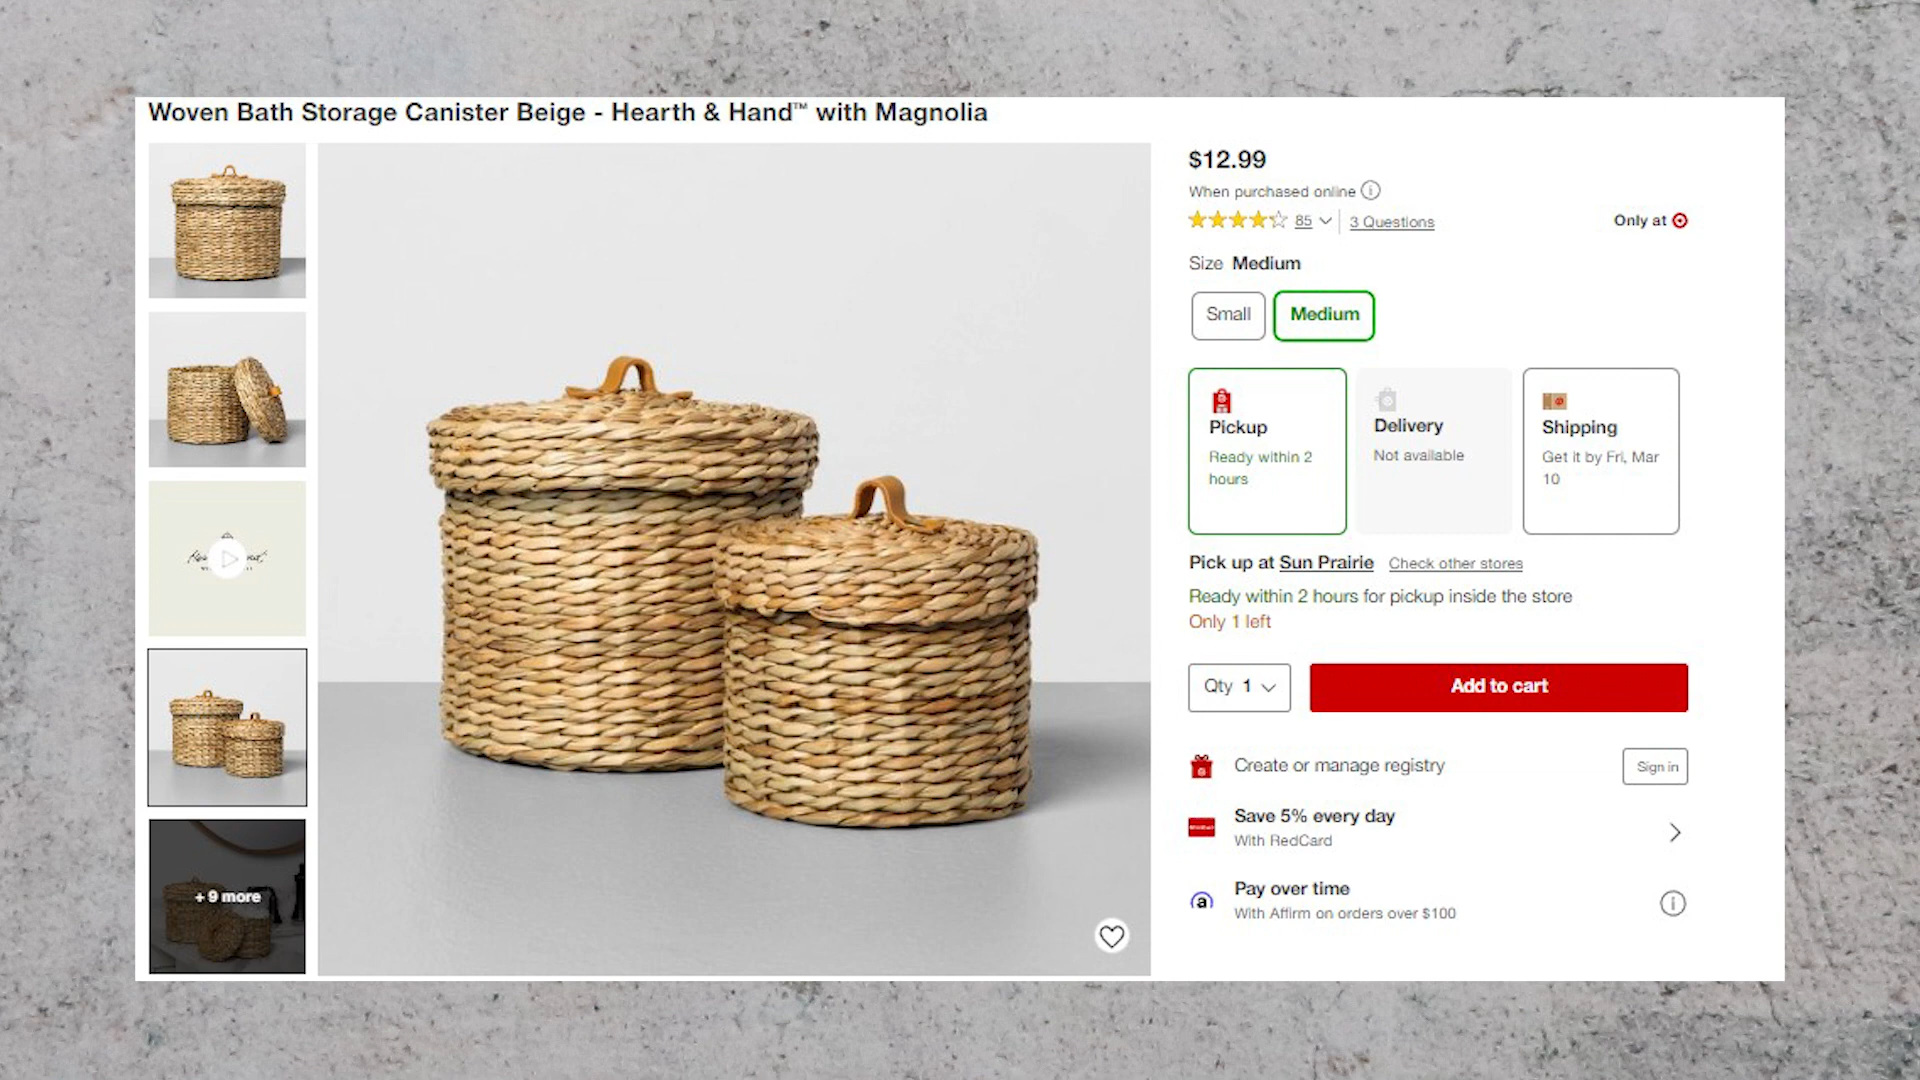 Woven Bath Storage Canister Beige - Hearth & Hand™ with Magnolia
$12.99
When purchased online
85
3 Questions
Only at
Size Medium
Small
Medium
Pickup
Ready within 2
hours
Delivery
Not available
Shipping
Get it by Fri, Mar
10
Pick up at Sun Prairie Check other stores
Ready within 2 hours for pickup inside the store
Only 1 left
Qty 1
Add to cart
Create or manage registry
Sign in
Save 5% every day
With RedCard
a
Pay over time
With Affirm on orders over $100
+ 9 more